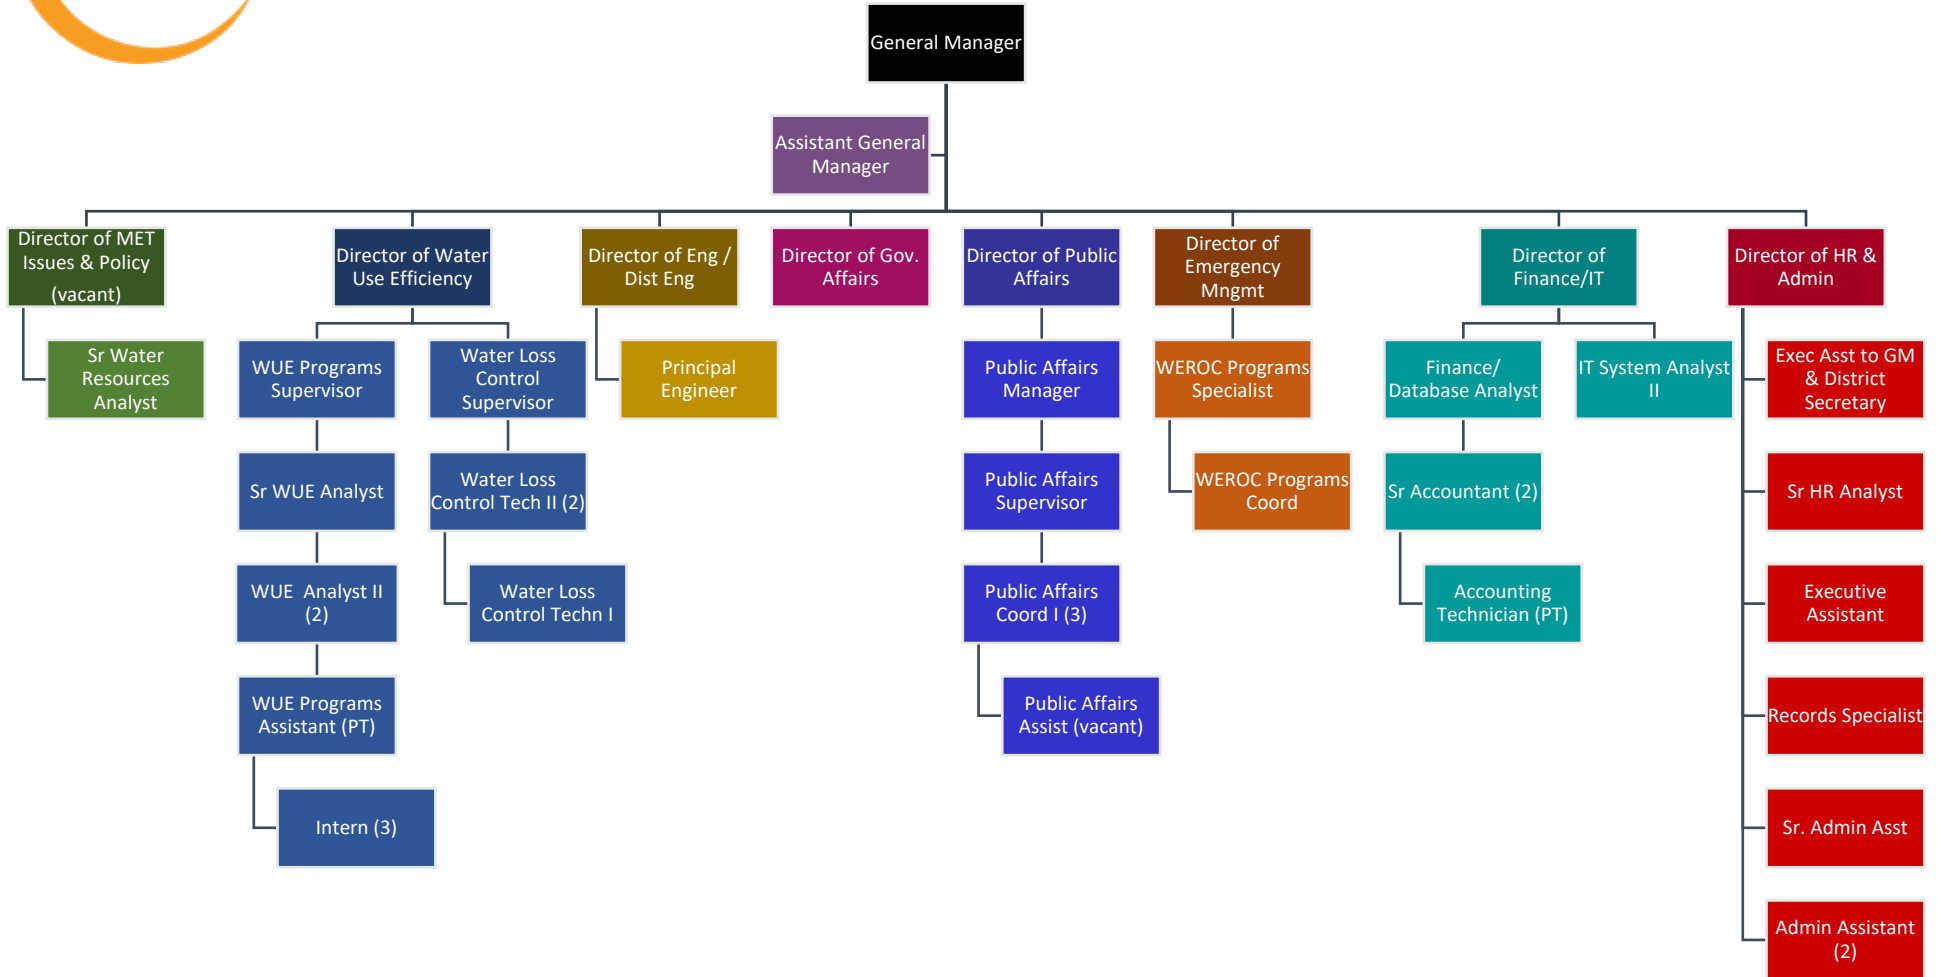 General Manager
Assistant General
Manager
Director of MET
Issues & Policy
(vacant)
Director of Water
Use Efficiency
Director of Eng /
Dist Eng
Director of Gov.
Affairs
Director of Public
Affairs
Director of
Emergency
Mngmt
Director of
Finance/IT
Director of HR &
Admin
Sr Water
Resources
Analyst
WUE Programs
Supervisor
Water Loss
Control
Supervisor
Principal
Engineer
Public Affairs
Manager
WEROC Programs
Specialist
Finance/
Database Analyst
IT System Analyst
II
Exec Asst to GM
& District
Secretary
Sr WUE Analyst
Water Loss
Control Tech II (2)
Public Affairs
Supervisor
WEROC Programs
Coord
Sr Accountant (2)
Sr HR Analyst
WUE  Analyst II
(2)
Water Loss
Control Techn I
Public Affairs
Coord I (3)
Accounting
Technician (PT)
Executive
Assistant
WUE Programs
Assistant (PT)
Public Affairs
Assist (vacant)
Records Specialist
Intern (3)
Sr. Admin Asst
Admin Assistant
(2)